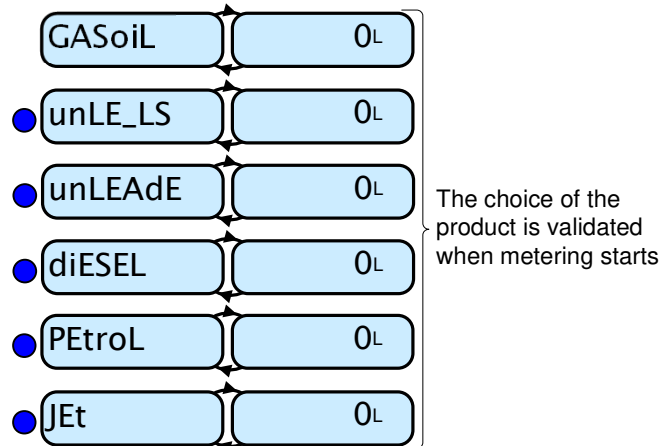 GASoiL 0L
unLE_LS 0L
unLEAdE 0L
diESEL 0L
PEtroL 0L
JEt 0L
The choice of the
product is validated
when metering starts